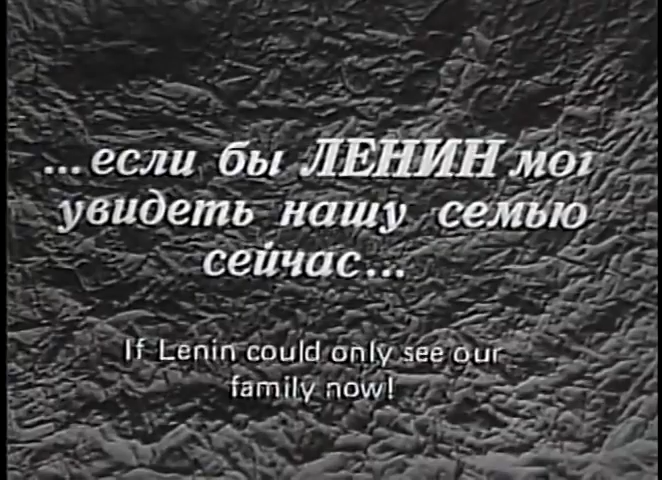 ...если бы ЛЕНИН мог
увидеть нашу семью
сейчас...
If Lenin could only see our
family now!